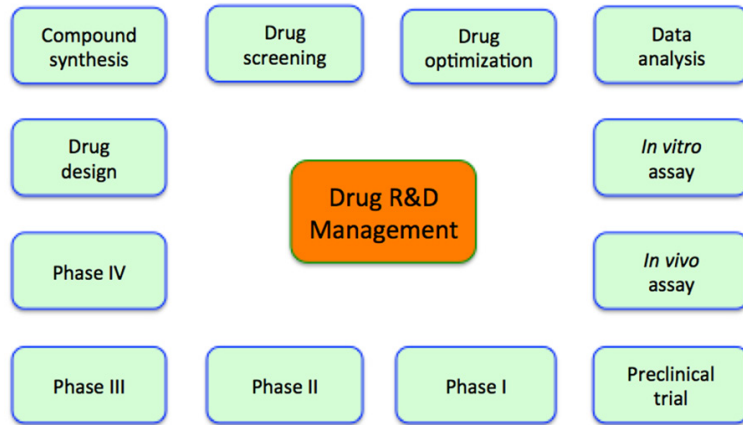 Compound
synthesis
Drug
screening
Drug
optimization
Data
analysis
Drug
design
Drug R&D
Management
In vitro
assay
Phase IV
In vivo
assay
Phase III
Phase II
Phase I
Preclinical
trial